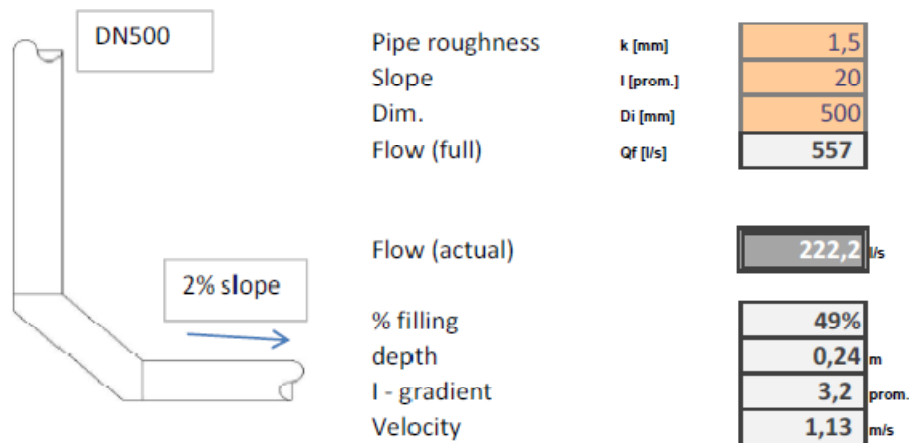 DN500
2% slope
Pipe roughness k [mm] 1,5
Slope I [prom.] 20
Dim. Di [mm] 500
Flow (full) Qf [l/s] 557
Flow (actual) 222,2 l/s
% filling 49%
depth 0,24 m
I - gradient 3,2 prom.
Velocity 1,13 m/s